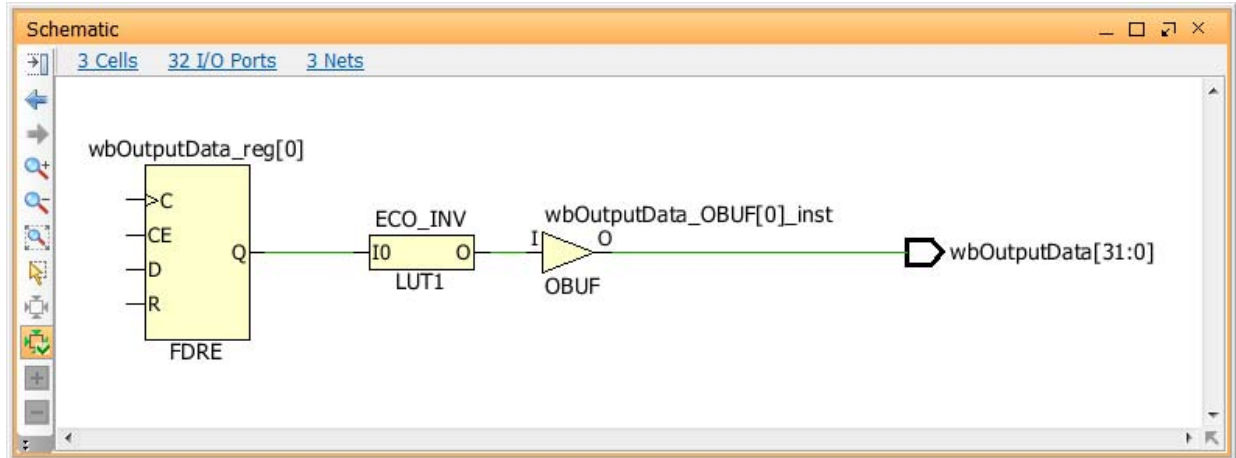 Schematic
3 Cells 32 I/O Ports 3 Nets
wbOutputData_reg[0]
C
CE
D
R
Q
FDRE
ECO_INV
I0 O
LUT1
wbOutputData_OBUF[0]_inst
I O
OBUF
wbOutputData[31:0]